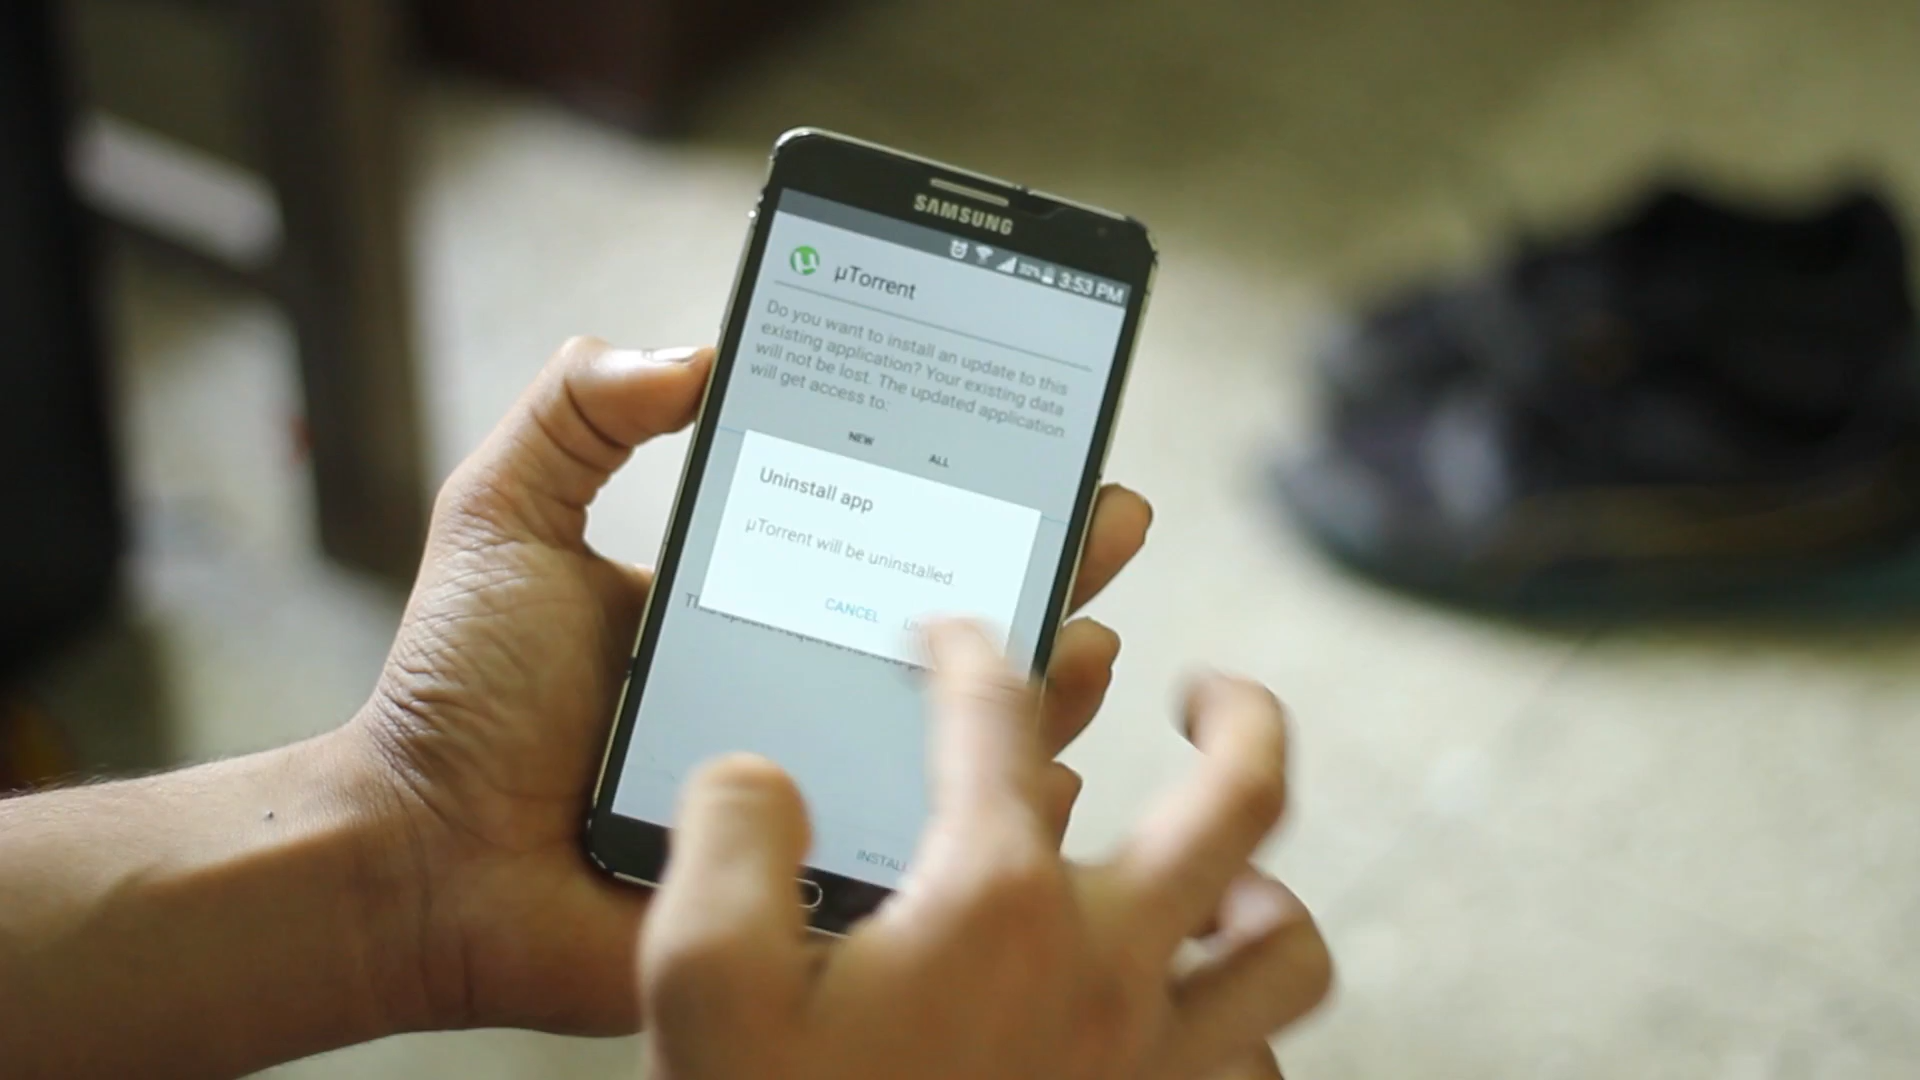 SAMSUNG
3:53 PM
µTorrent
Do you want to install an update to this
existing application? Your existing data
will not be lost. The updated application
will get access to:
NEW
ALL
Uninstall app
µTorrent will be uninstalled.
CANCEL